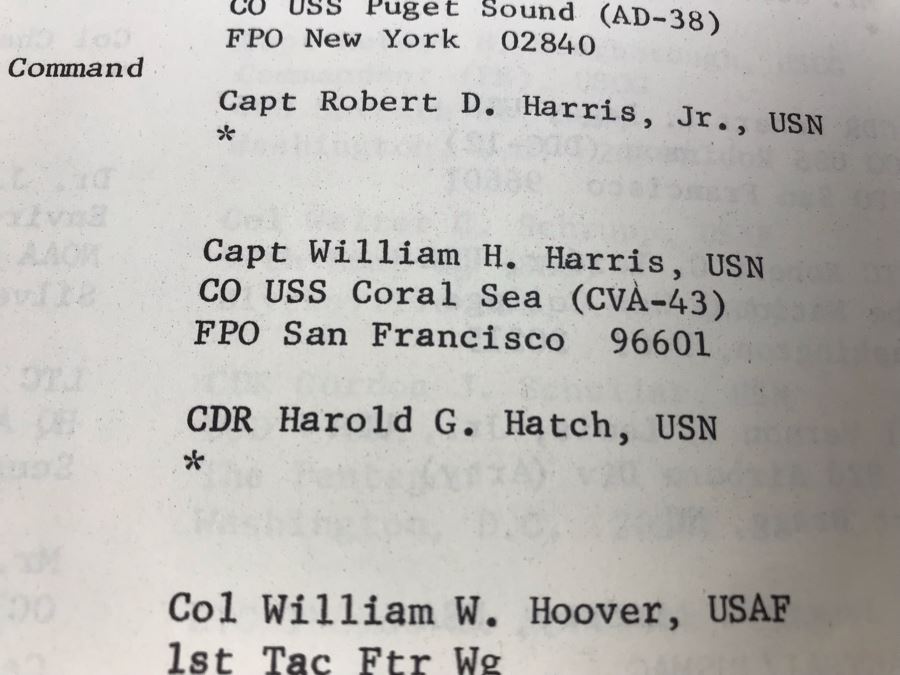 CO USS Puget Sound (AD-38)
FPO New York 02840
Command
Capt Robert D. Harris, Jr., USN
*
Capt William H. Harris, USN
CO USS Coral Sea (CVA-43)
FPO San Francisco 96601
CDR Harold G. Hatch, USN
*
Col William W. Hoover, USAF
1st Tac Ftr Wg